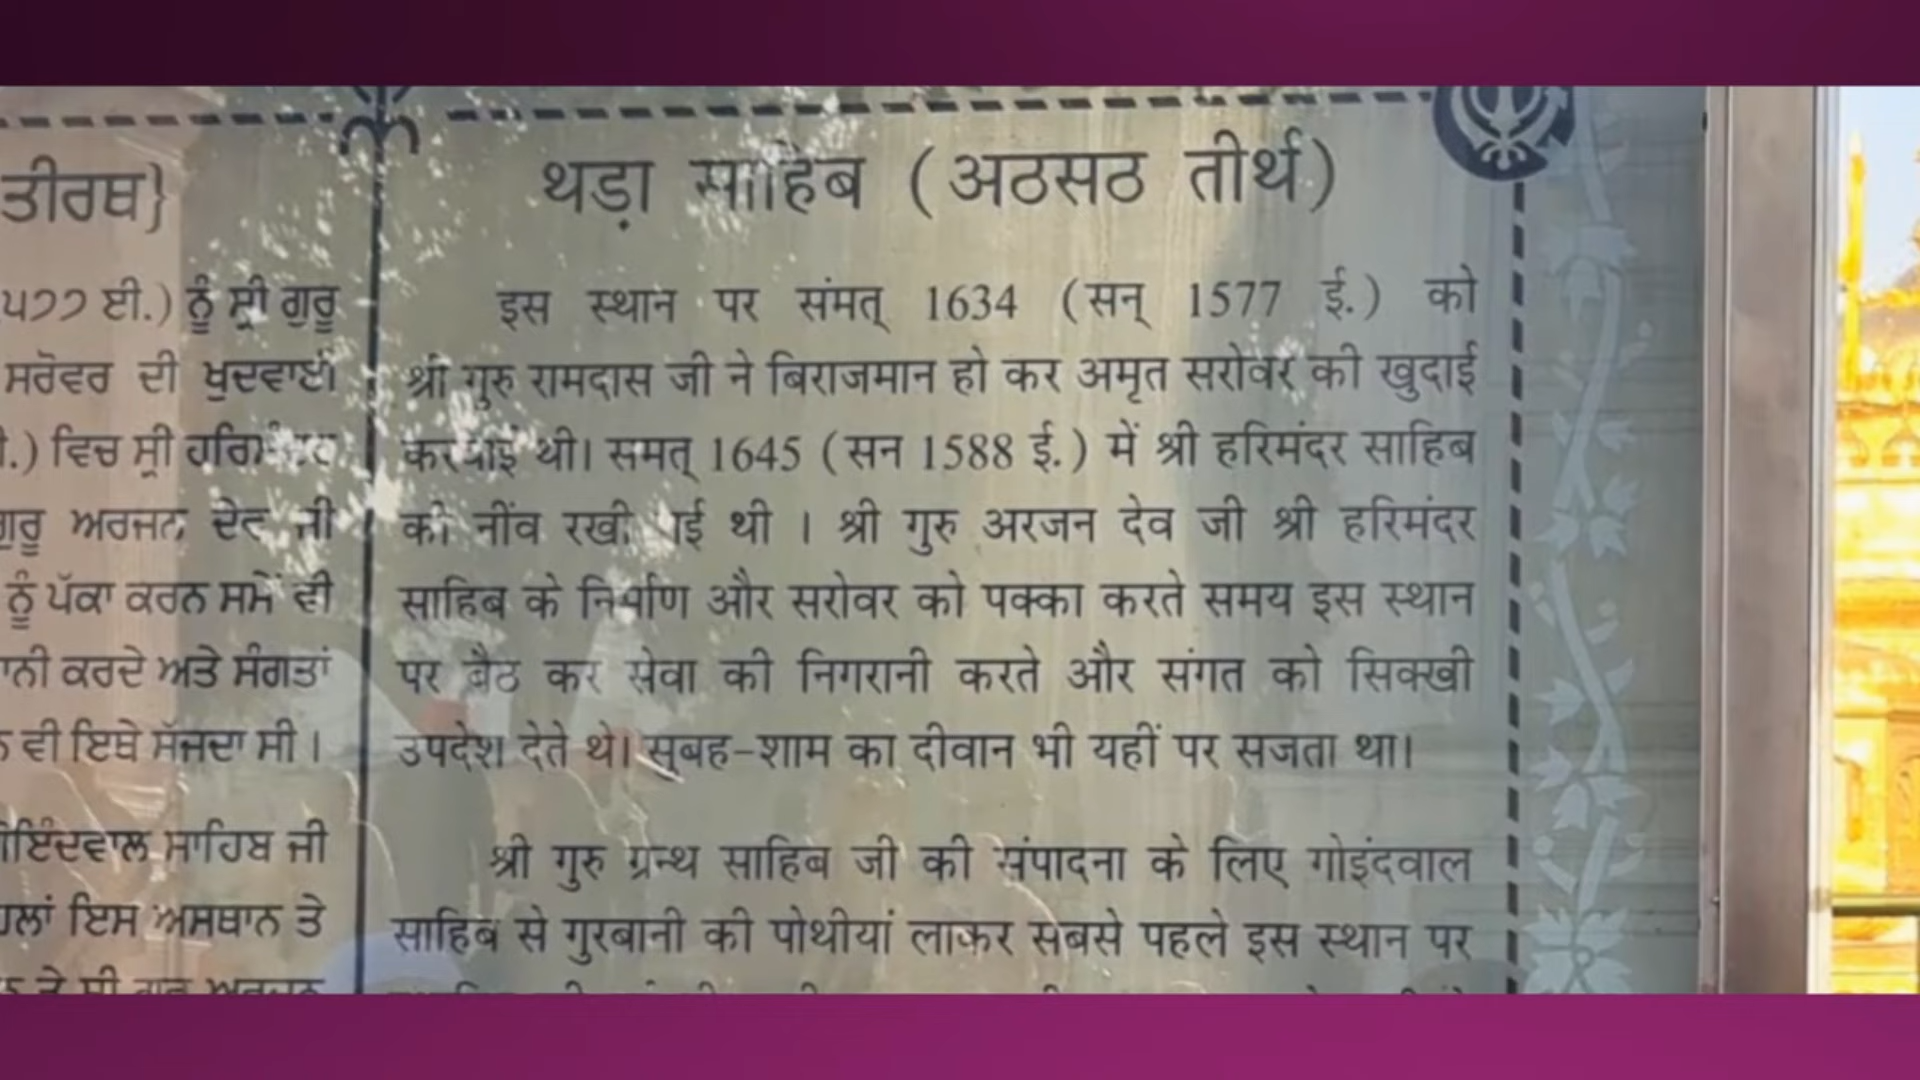 ਤੀਰਥ}
੫੭੭ ਈ.) ਨੂੰ ਸ੍ਰੀ ਗੁਰੂ
ਸਰੋਵਰ ਦੀ ਖੁਦਵਾਈ
.) ਵਿਚ ਸ੍ਰੀ
ਗੁਰੂ ਅਰਜਨ ਦੇਵ ਜੀ
ਨੂੰ ਪੱਕਾ ਕਰਨ ਸਮੇਂ ਵੀ
ਕਰਦੇ ਅਤੇ ਸੰਗਤਾਂ
ਵੀ ਇਥੇ ਸੱਜਦਾ ਸੀ ।
ਸਾਹਿਬ ਜੀ
ਇਸ ਅਸਥਾਨ ਤੇ
थड़ा साहिब (अठसठ तीर्थ)
इस स्थान पर संमत् 1634 (सन् 1577 ई.) को
श्री गुरु रामदास जी ने बिराजमान हो कर अमृत सरोवर की खुदाई
करवाई थी। समत् 1645 (सन 1588 ई.) में श्री हरिमंदर साहिब
की नींव रखी गई थी । श्री गुरु अरजन देव जी श्री हरिमंदर
साहिब के निर्माण और सरोवर को पक्का करते समय इस स्थान
पर बैठ कर सेवा की निगरानी करते और संगत को सिक्खी
उपदेश देते थे। सुबह-शाम का दीवान भी यहीं पर सजता था।
श्री गुरु ग्रन्थ साहिब जी की संपादना के लिए गोइंदवाल
साहिब से गुरबानी की पोथीयां लाकर सबसे पहले इस स्थान पर